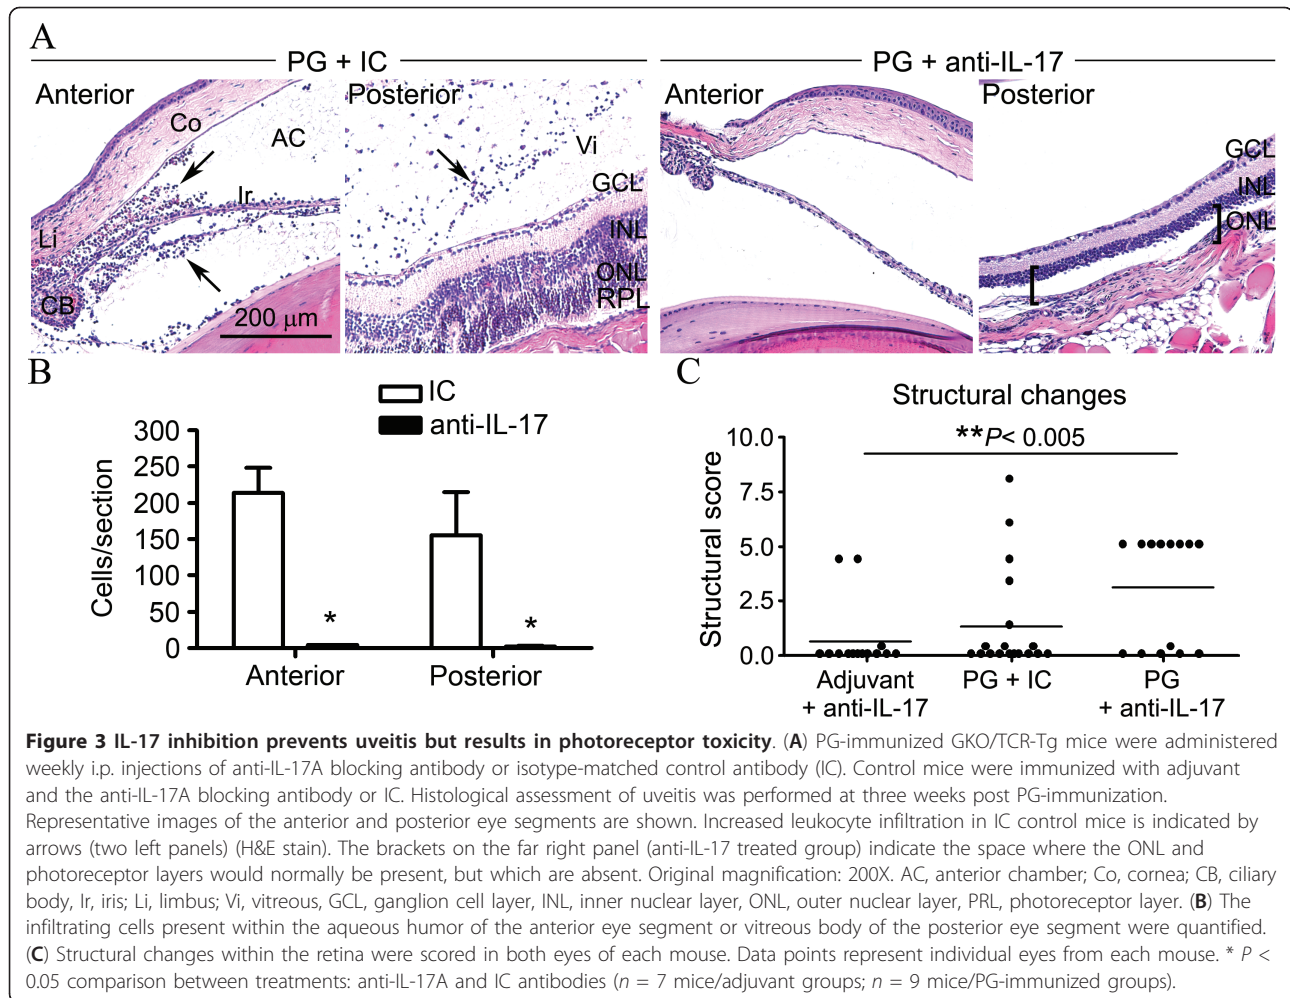 A
PG + IC
PG + anti-IL-17
Anterior
Co
AC
Ir
Li
CB
200 µm
Posterior
Vi
GCL
INL
ONL
RPL
Anterior
Posterior
GCL
INL
ONL
B
IC
anti-IL-17
300
250
200
150
100
50
0
Cells/section
*
*
Anterior
Posterior
C
Structural changes
**P< 0.005
10.0
7.5
5.0
2.5
0.0
Structural score
Adjuvant
+ anti-IL-17
PG + IC
PG
+ anti-IL-17
Figure 3 IL-17 inhibition prevents uveitis but results in photoreceptor toxicity. (A) PG-immunized GKO/TCR-Tg mice were administered
weekly i.p. injections of anti-IL-17A blocking antibody or isotype-matched control antibody (IC). Control mice were immunized with adjuvant
and the anti-IL-17A blocking antibody or IC. Histological assessment of uveitis was performed at three weeks post PG-immunization.
Representative images of the anterior and posterior eye segments are shown. Increased leukocyte infiltration in IC control mice is indicated by
arrows (two left panels) (H&E stain). The brackets on the far right panel (anti-IL-17 treated group) indicate the space where the ONL and
photoreceptor layers would normally be present, but which are absent. Original magnification: 200X. AC, anterior chamber; Co, cornea; CB, ciliary
body, Ir, iris; Li, limbus; Vi, vitreous, GCL, ganglion cell layer, INL, inner nuclear layer, ONL, outer nuclear layer, PRL, photoreceptor layer. (B) The
infiltrating cells present within the aqueous humor of the anterior eye segment or vitreous body of the posterior eye segment were quantified.
(C) Structural changes within the retina were scored in both eyes of each mouse. Data points represent individual eyes from each mouse. * P <
0.05 comparison between treatments: anti-IL-17A and IC antibodies (n = 7 mice/adjuvant groups; n = 9 mice/PG-immunized groups).